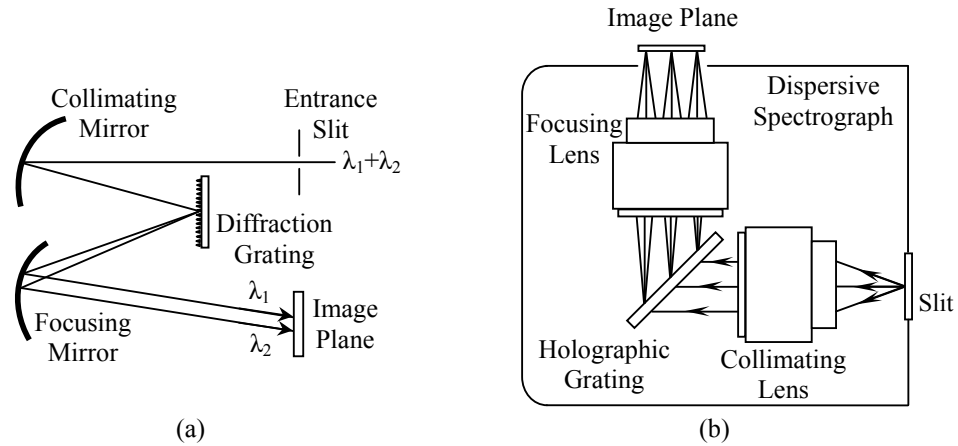 Collimating
Mirror
Entrance
Slit
λ₁+λ₂
Diffraction
Grating
λ₁
λ₂
Image
Plane
Focusing
Mirror
(a)
Image Plane
Dispersive
Spectrograph
Focusing
Lens
Slit
Holographic
Grating
Collimating
Lens
(b)